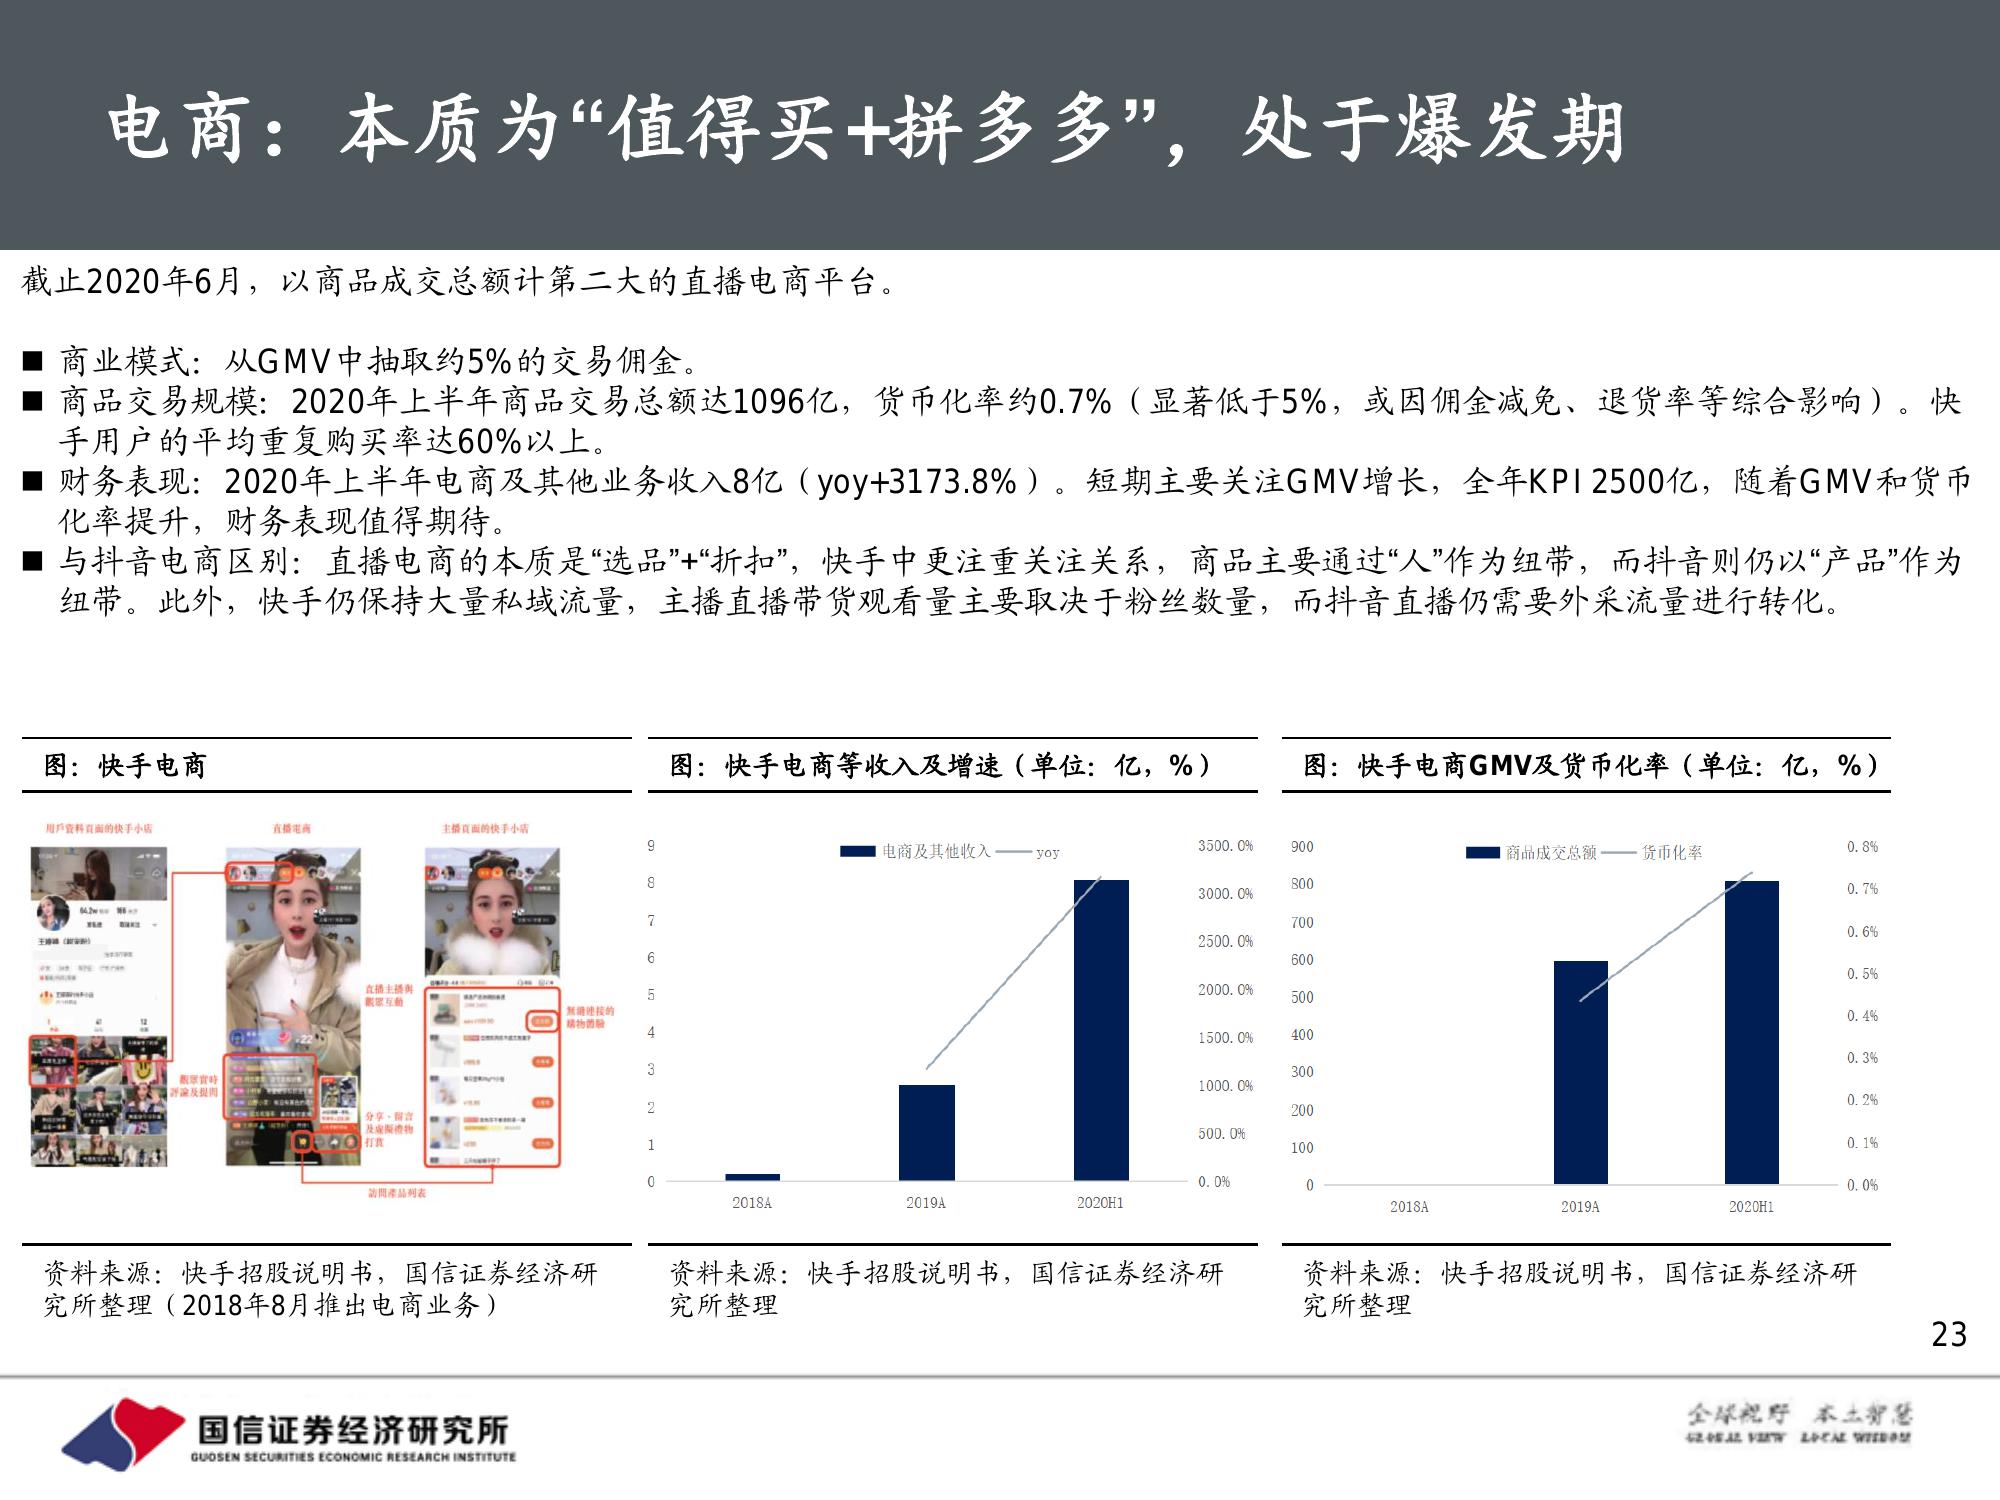 电商：本质为“值得买+拼多多”，处于爆发期
截止2020年6月，以商品成交总额计第二大的直播电商平台。
■ 商业模式：从GMV中抽取约5%的交易佣金。
■ 商品交易规模：2020年上半年商品交易总额达1096亿，货币化率约0.7%（显著低于5%，或因佣金减免、退货率等综合影响）。快
手用户的平均重复购买率达60%以上。
■ 财务表现：2020年上半年电商及其他业务收入8亿（yoy+3173.8%）。短期主要关注GMV增长，全年KPI 2500亿，随着GMV和货币
化率提升，财务表现值得期待。
■ 与抖音电商区别：直播电商的本质是“选品”+“折扣”，快手中更注重关注关系，商品主要通过“人”作为纽带，而抖音则仍以“产品”作为
纽带。此外，快手仍保持大量私域流量，主播直播带货观看量主要取决于粉丝数量，而抖音直播仍需要外采流量进行转化。
图：快手电商
用戶資料頁面的快手小店
直播電商
主播頁面的快手小店
64.2w
166
直播主播與
觀眾互動
無縫連接的
購物體驗
觀眾實時
評論及提問
分享、留言
及虛擬禮物
打賞
訪問產品列表
資料来源：快手招股说明书，国信证券经济研
究所整理（2018年8月推出电商业务）
图：快手电商等收入及增速（单位：亿，%）
电商及其他收入
yoy
9
8
7
6
5
4
3
2
1
0
3500.0%
3000.0%
2500.0%
2000.0%
1500.0%
1000.0%
500.0%
0.0%
2018A
2019A
2020H1
资料来源：快手招股说明书，国信证券经济研
究所整理
图：快手电商GMV及货币化率（单位：亿，%）
商品成交总额
货币化率
900
800
700
600
500
400
300
200
100
0
0.8%
0.7%
0.6%
0.5%
0.4%
0.3%
0.2%
0.1%
0.0%
2018A
2019A
2020H1
资料来源：快手招股说明书，国信证券经济研
究所整理
23
国信证券经济研究所
GUOSEN SECURITIES ECONOMIC RESEARCH INSTITUTE
全球视野 本土智慧
GLOBAL VIEW LOCAL WISDOM